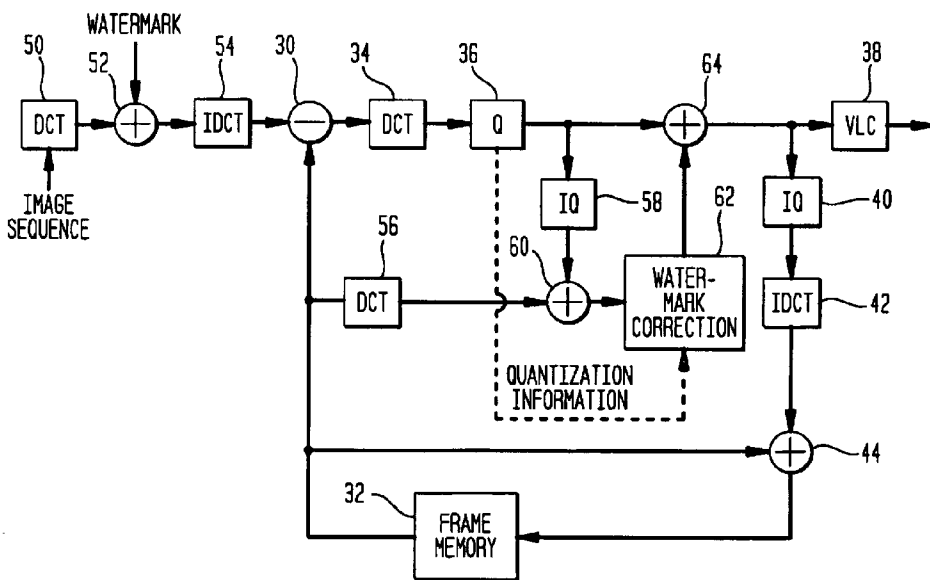 WATERMARK
50
52
54
30
34
36
64
38
DCT
+
IDCT
−
DCT
Q
+
VLC
IMAGE
SEQUENCE
IQ
58
62
IQ
40
56
60
DCT
+
WATER-
MARK
CORRECTION
IDCT
42
QUANTIZATION
INFORMATION
+
44
32
FRAME
MEMORY